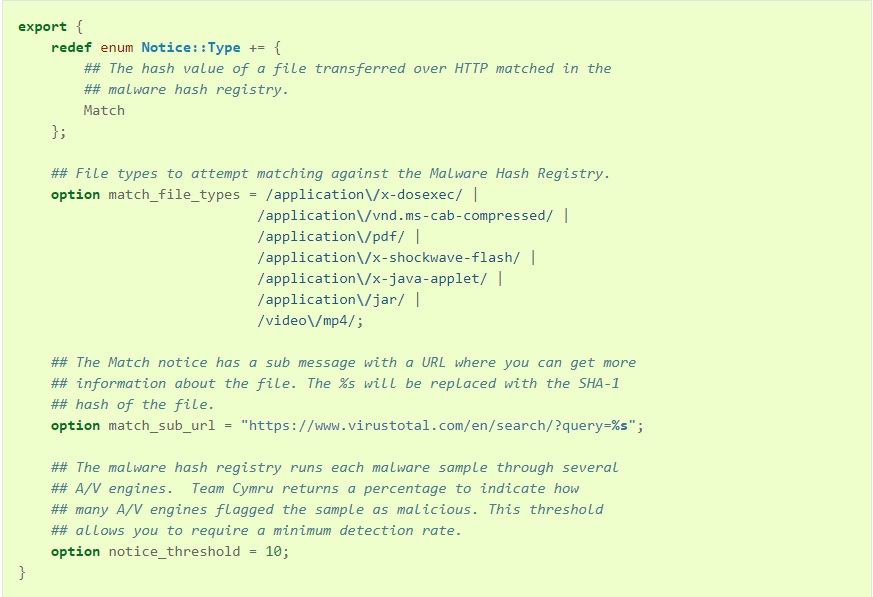 export {
    redef enum Notice::Type += {
        ## The hash value of a file transferred over HTTP matched in the
        ## malware hash registry.
        Match
    };

    ## File types to attempt matching against the Malware Hash Registry.
    option match_file_types = /application\/x-dosexec/ |
                             /application\/vnd.ms-cab-compressed/ |
                             /application\/pdf/ |
                             /application\/x-shockwave-flash/ |
                             /application\/x-java-applet/ |
                             /application\/jar/ |
                             /video\/mp4/;

    ## The Match notice has a sub message with a URL where you can get more
    ## information about the file. The %s will be replaced with the SHA-1
    ## hash of the file.
    option match_sub_url = "https://www.virustotal.com/en/search/?query=%s";

    ## The malware hash registry runs each malware sample through several
    ## A/V engines.  Team Cymru returns a percentage to indicate how
    ## many A/V engines flagged the sample as malicious. This threshold
    ## allows you to require a minimum detection rate.
    option notice_threshold = 10;
}